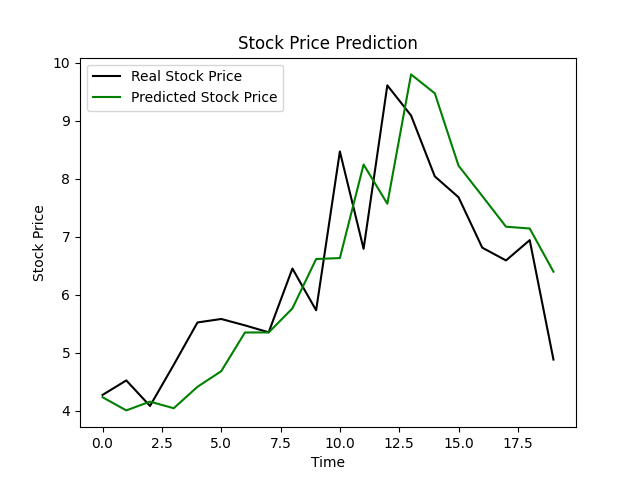 Stock Price Prediction
Real Stock Price
Predicted Stock Price
Stock Price
10
9
8
7
6
5
4
0.0 2.5 5.0 7.5 10.0 12.5 15.0 17.5
Time